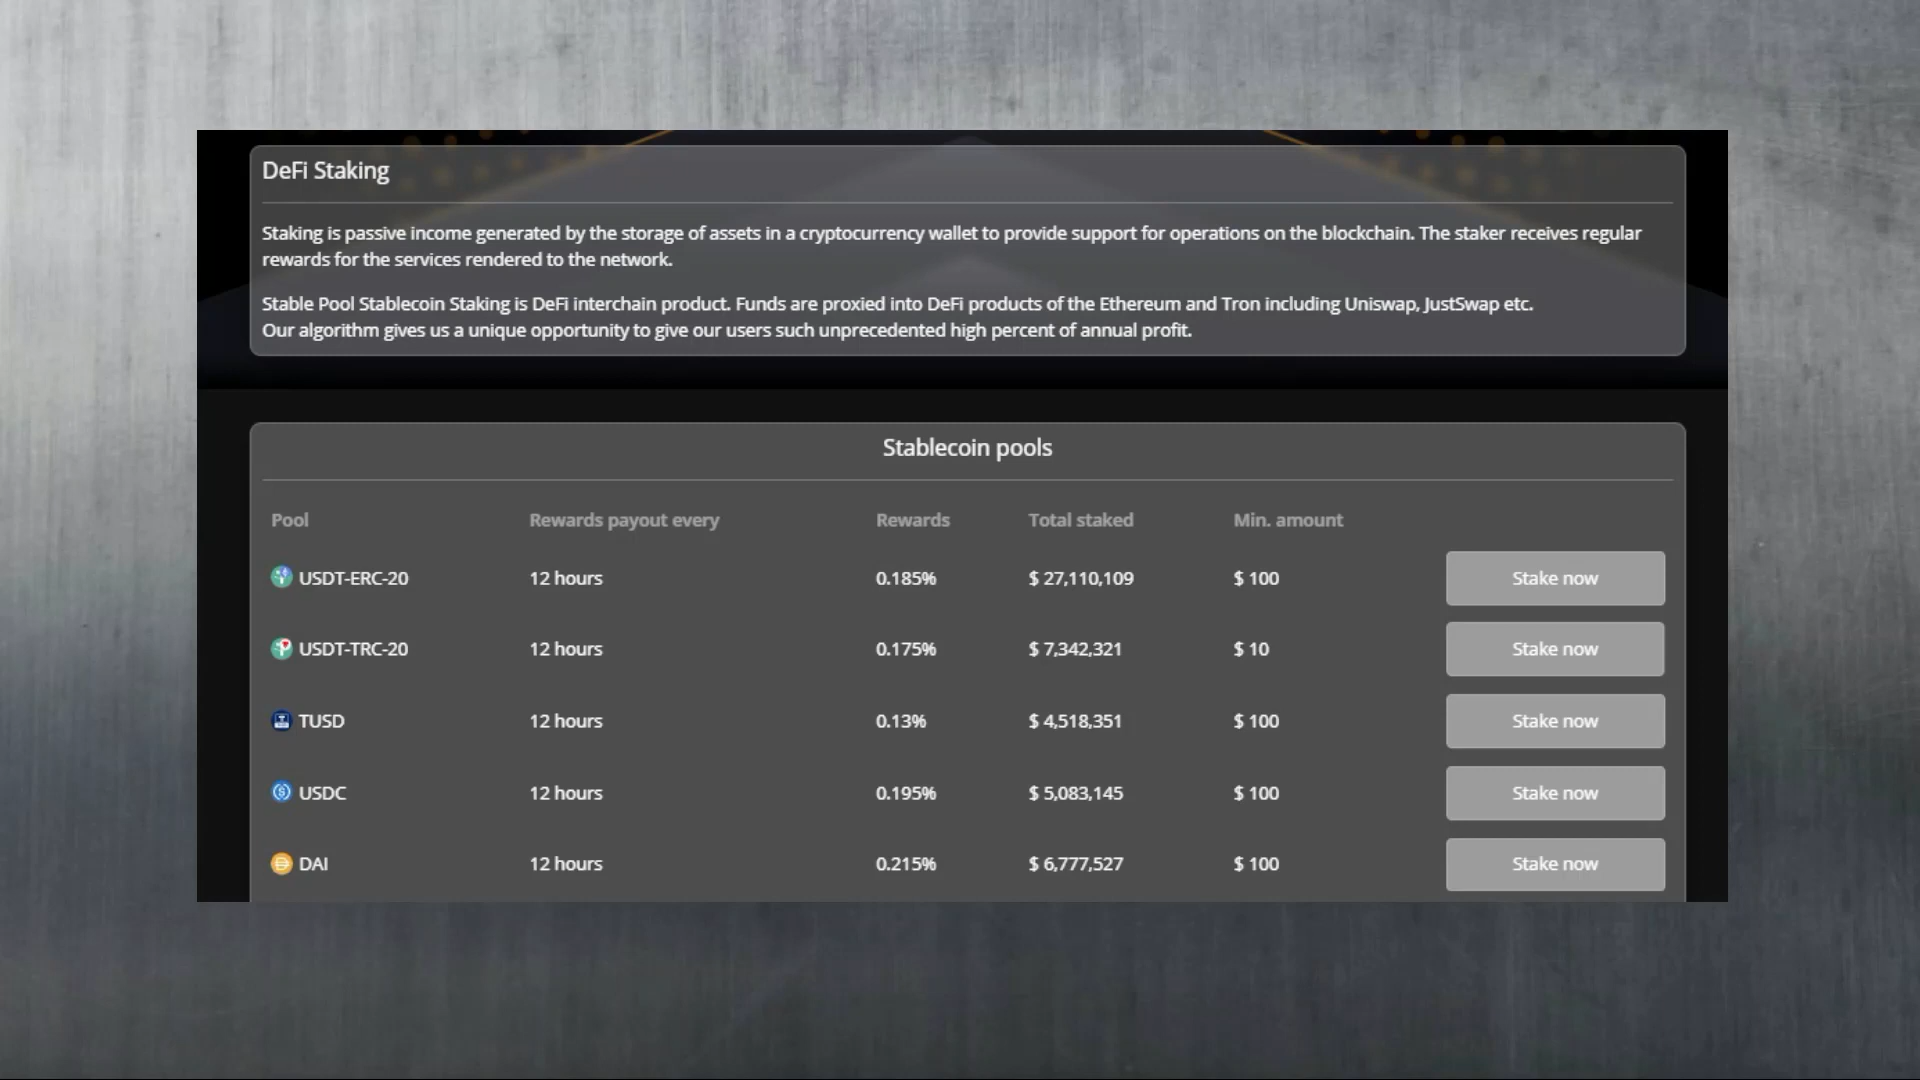 DeFi Staking
Staking is passive income generated by the storage of assets in a cryptocurrency wallet to provide support for operations on the blockchain. The staker receives regular
rewards for the services rendered to the network.
Stable Pool Stablecoin Staking is DeFi interchain product. Funds are proxied into DeFi products of the Ethereum and Tron including Uniswap, JustSwap etc.
Our algorithm gives us a unique opportunity to give our users such unprecedented high percent of annual profit.
Stablecoin pools
Pool Rewards payout every Rewards Total staked Min. amount
USDT-ERC-20 12 hours 0.185% $ 27,110,109 $ 100 Stake now
USDT-TRC-20 12 hours 0.175% $ 7,342,321 $ 10 Stake now
TUSD 12 hours 0.13% $ 4,518,351 $ 100 Stake now
USDC 12 hours 0.195% $ 5,083,145 $ 100 Stake now
DAI 12 hours 0.215% $ 6,777,527 $ 100 Stake now